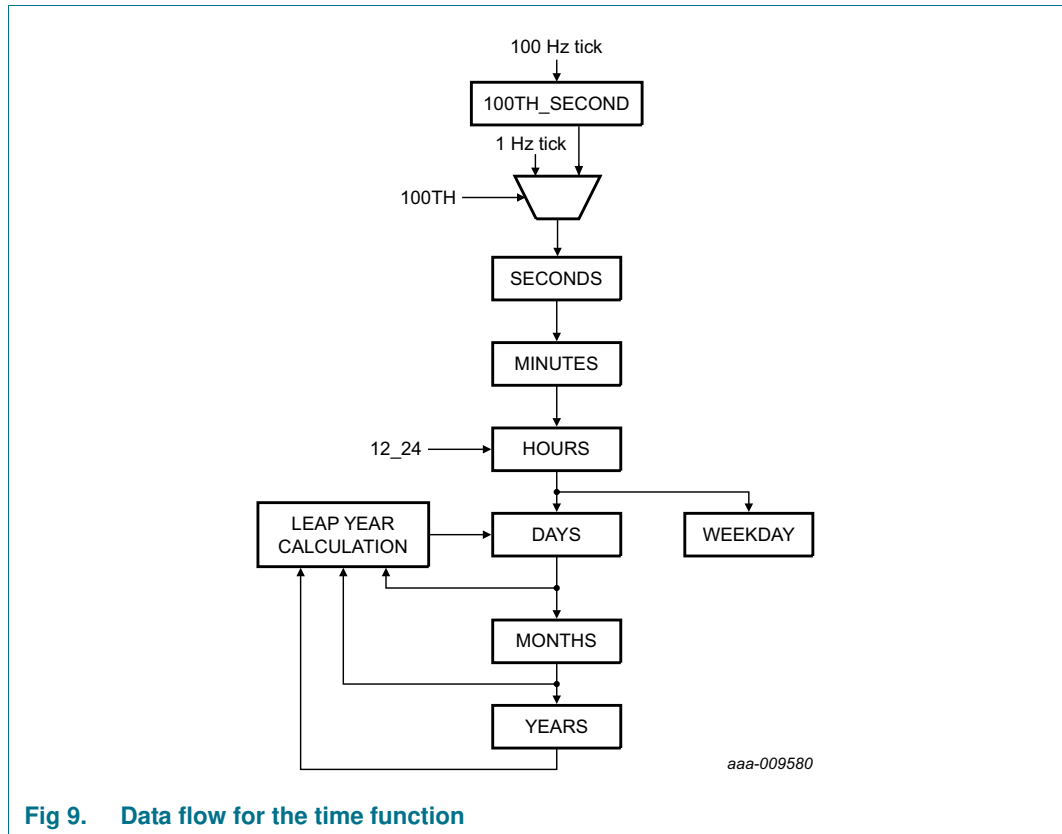 100 Hz tick
100TH_SECOND
1 Hz tick
100TH
SECONDS
MINUTES
12_24
HOURS
LEAP YEAR
CALCULATION
DAYS
WEEKDAY
MONTHS
YEARS
aaa-009580
Fig 9. Data flow for the time function